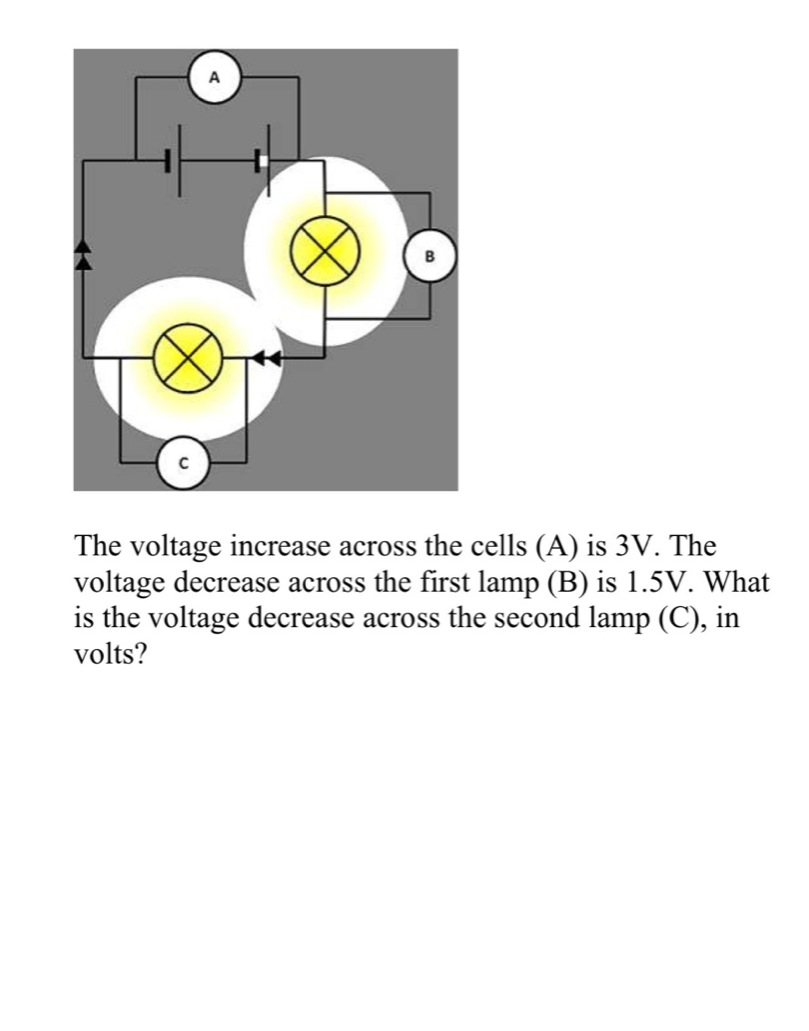 A
B
C
The voltage increase across the cells (A) is 3V. The
voltage decrease across the first lamp (B) is 1.5V. What
is the voltage decrease across the second lamp (C), in
volts?